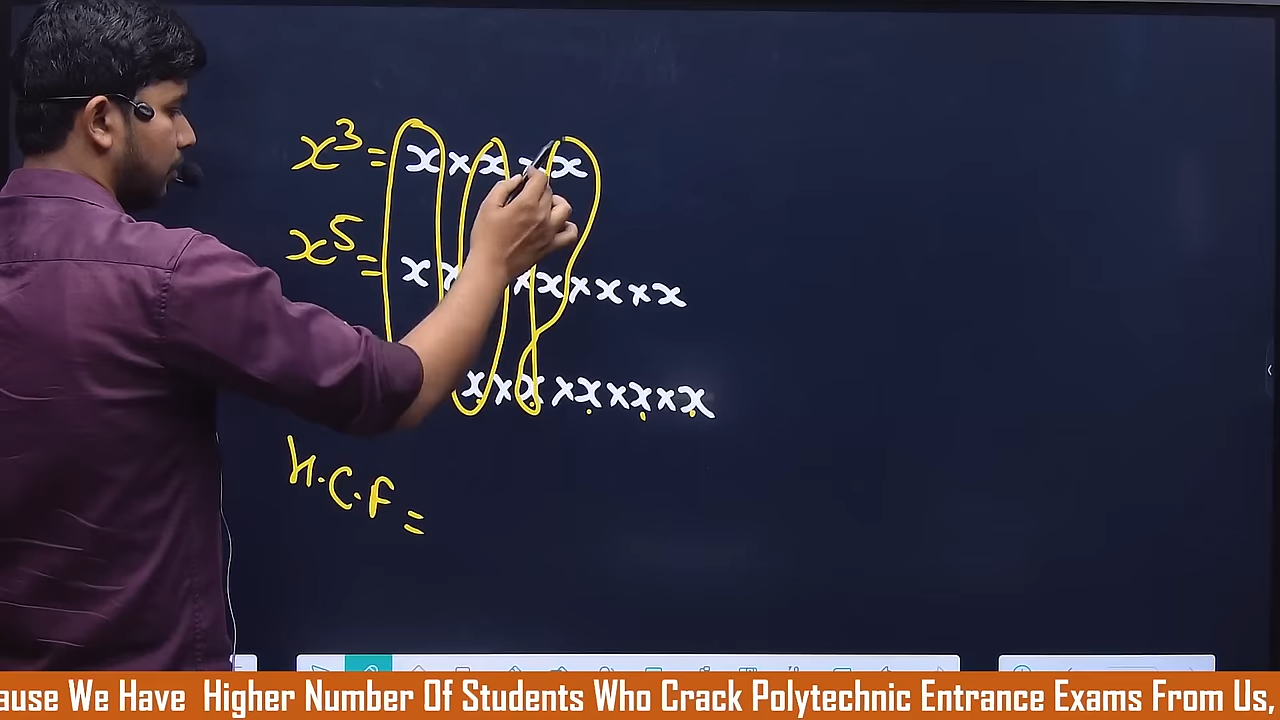 x³ = x × x × x
x⁵ = x × x × x × x
x × x × x × x × x
H.C.F =
ause We Have Higher Number Of Students Who Crack Polytechnic Entrance Exams From Us,